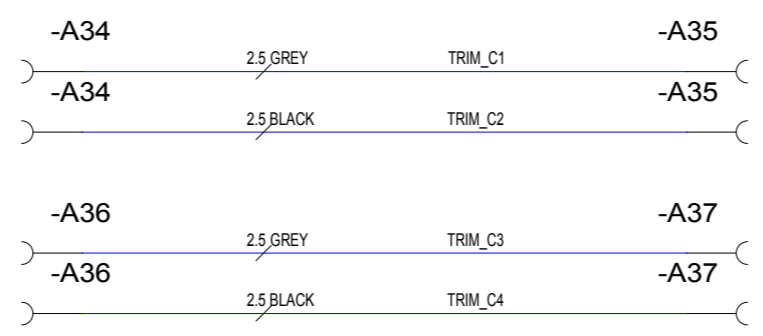 -A34 -A35
2.5 GREY TRIM_C1
-A34 -A35
2.5 BLACK TRIM_C2
-A36 -A37
2.5 GREY TRIM_C3
-A36 -A37
2.5 BLACK TRIM_C4